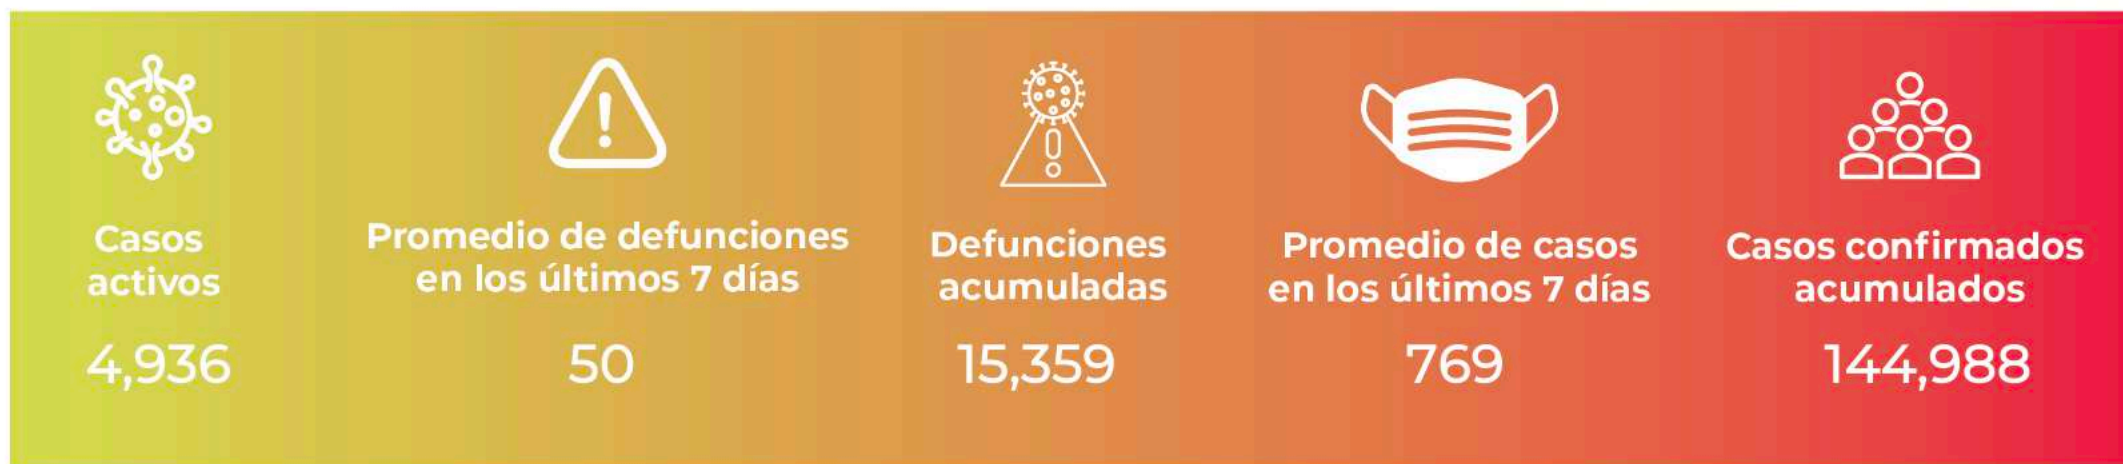 Casos
activos
4,936
Promedio de defunciones
en los últimos 7 días
50
Defunciones
acumuladas
15,359
Promedio de casos
en los últimos 7 días
769
Casos confirmados
acumulados
144,988